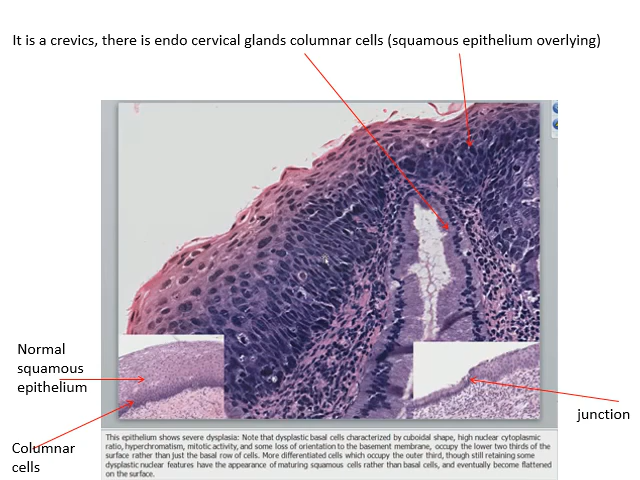 It is a crevics, there is endo cervical glands columnar cells (squamous epithelium overlying)
Normal
squamous
epithelium
junction
Columnar
cells
This epithelium shows severe dysplasia: Note that dysplastic basal cells characterized by cuboidal shape, high nuclear cytoplasmic
ratio, hyperchromatism, mitotic activity, and some loss of orientation to the basement membrane, occupy the lower two thirds of the
surface rather than just the basal row of cells. More differentiated cells which occupy the outer third, though still retaining some
dysplastic nuclear features have the appearance of maturing squamous cells rather than basal cells, and eventually become flattened
on the surface.